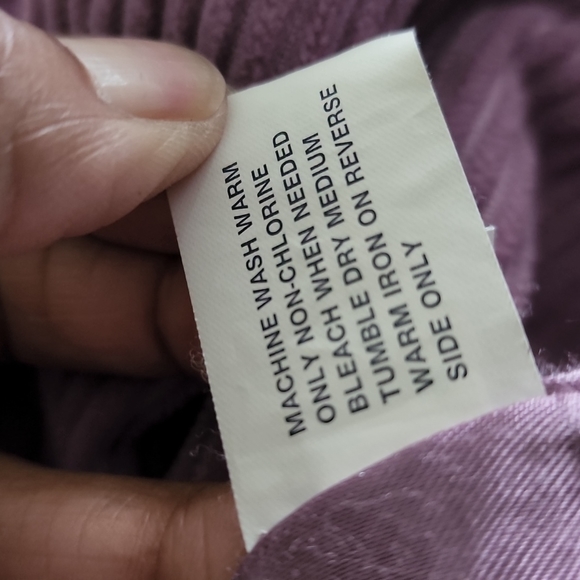 MACHINE WASH WARM
ONLY NON-CHLORINE
BLEACH WHEN NEEDED
TUMBLE DRY MEDIUM
WARM IRON ON REVERSE
SIDE ONLY